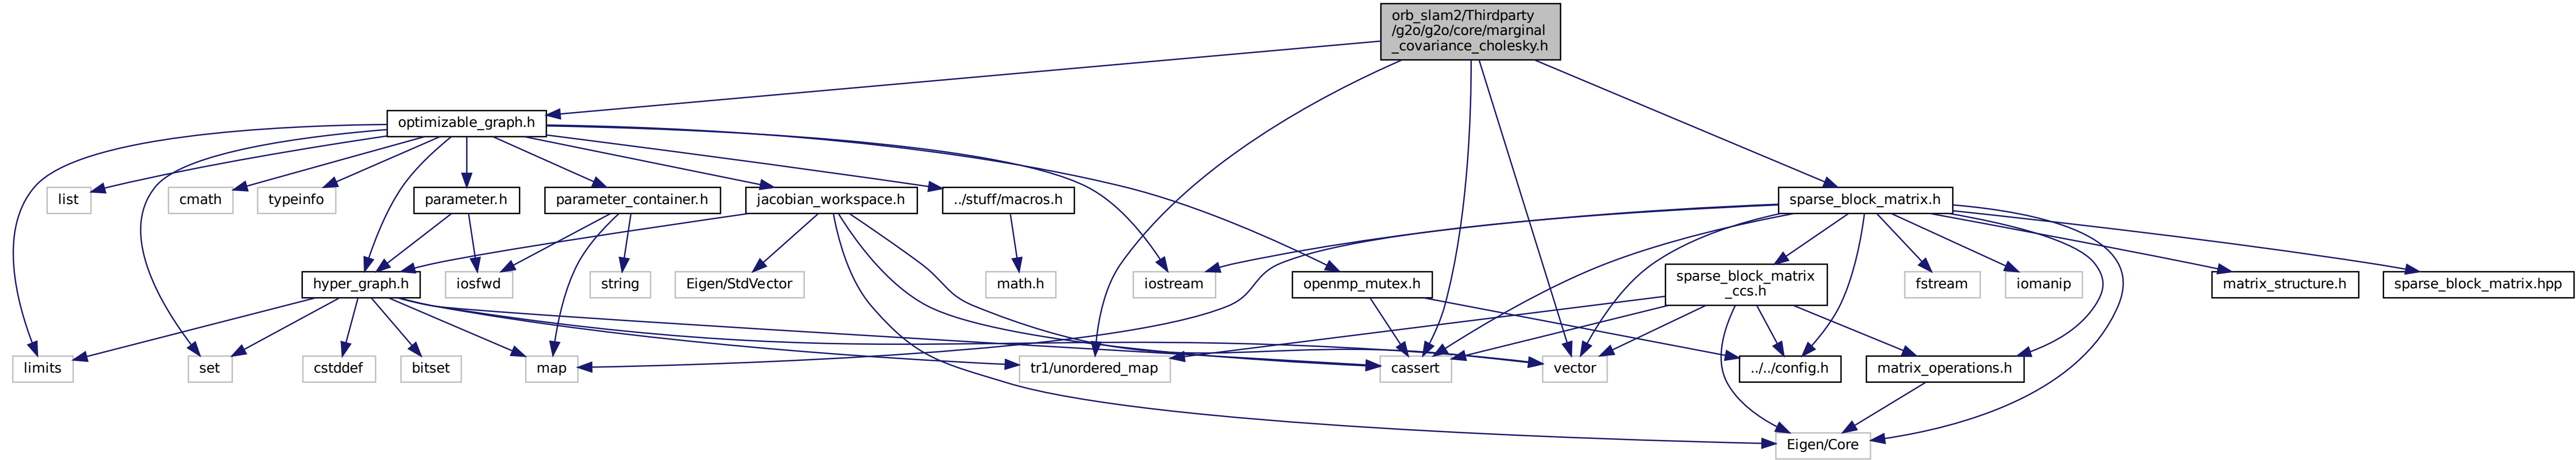 orb_slam2/Thirdparty
/g2o/g2o/core/marginal
_covariance_cholesky.h
optimizable_graph.h
list
cmath
typeinfo
parameter.h
parameter_container.h
jacobian_workspace.h
../stuff/macros.h
sparse_block_matrix.h
hyper_graph.h
iosfwd
string
Eigen/StdVector
math.h
iostream
openmp_mutex.h
sparse_block_matrix
_ccs.h
fstream
iomanip
matrix_structure.h
sparse_block_matrix.hpp
limits
set
cstddef
bitset
map
tr1/unordered_map
cassert
vector
../../config.h
matrix_operations.h
Eigen/Core